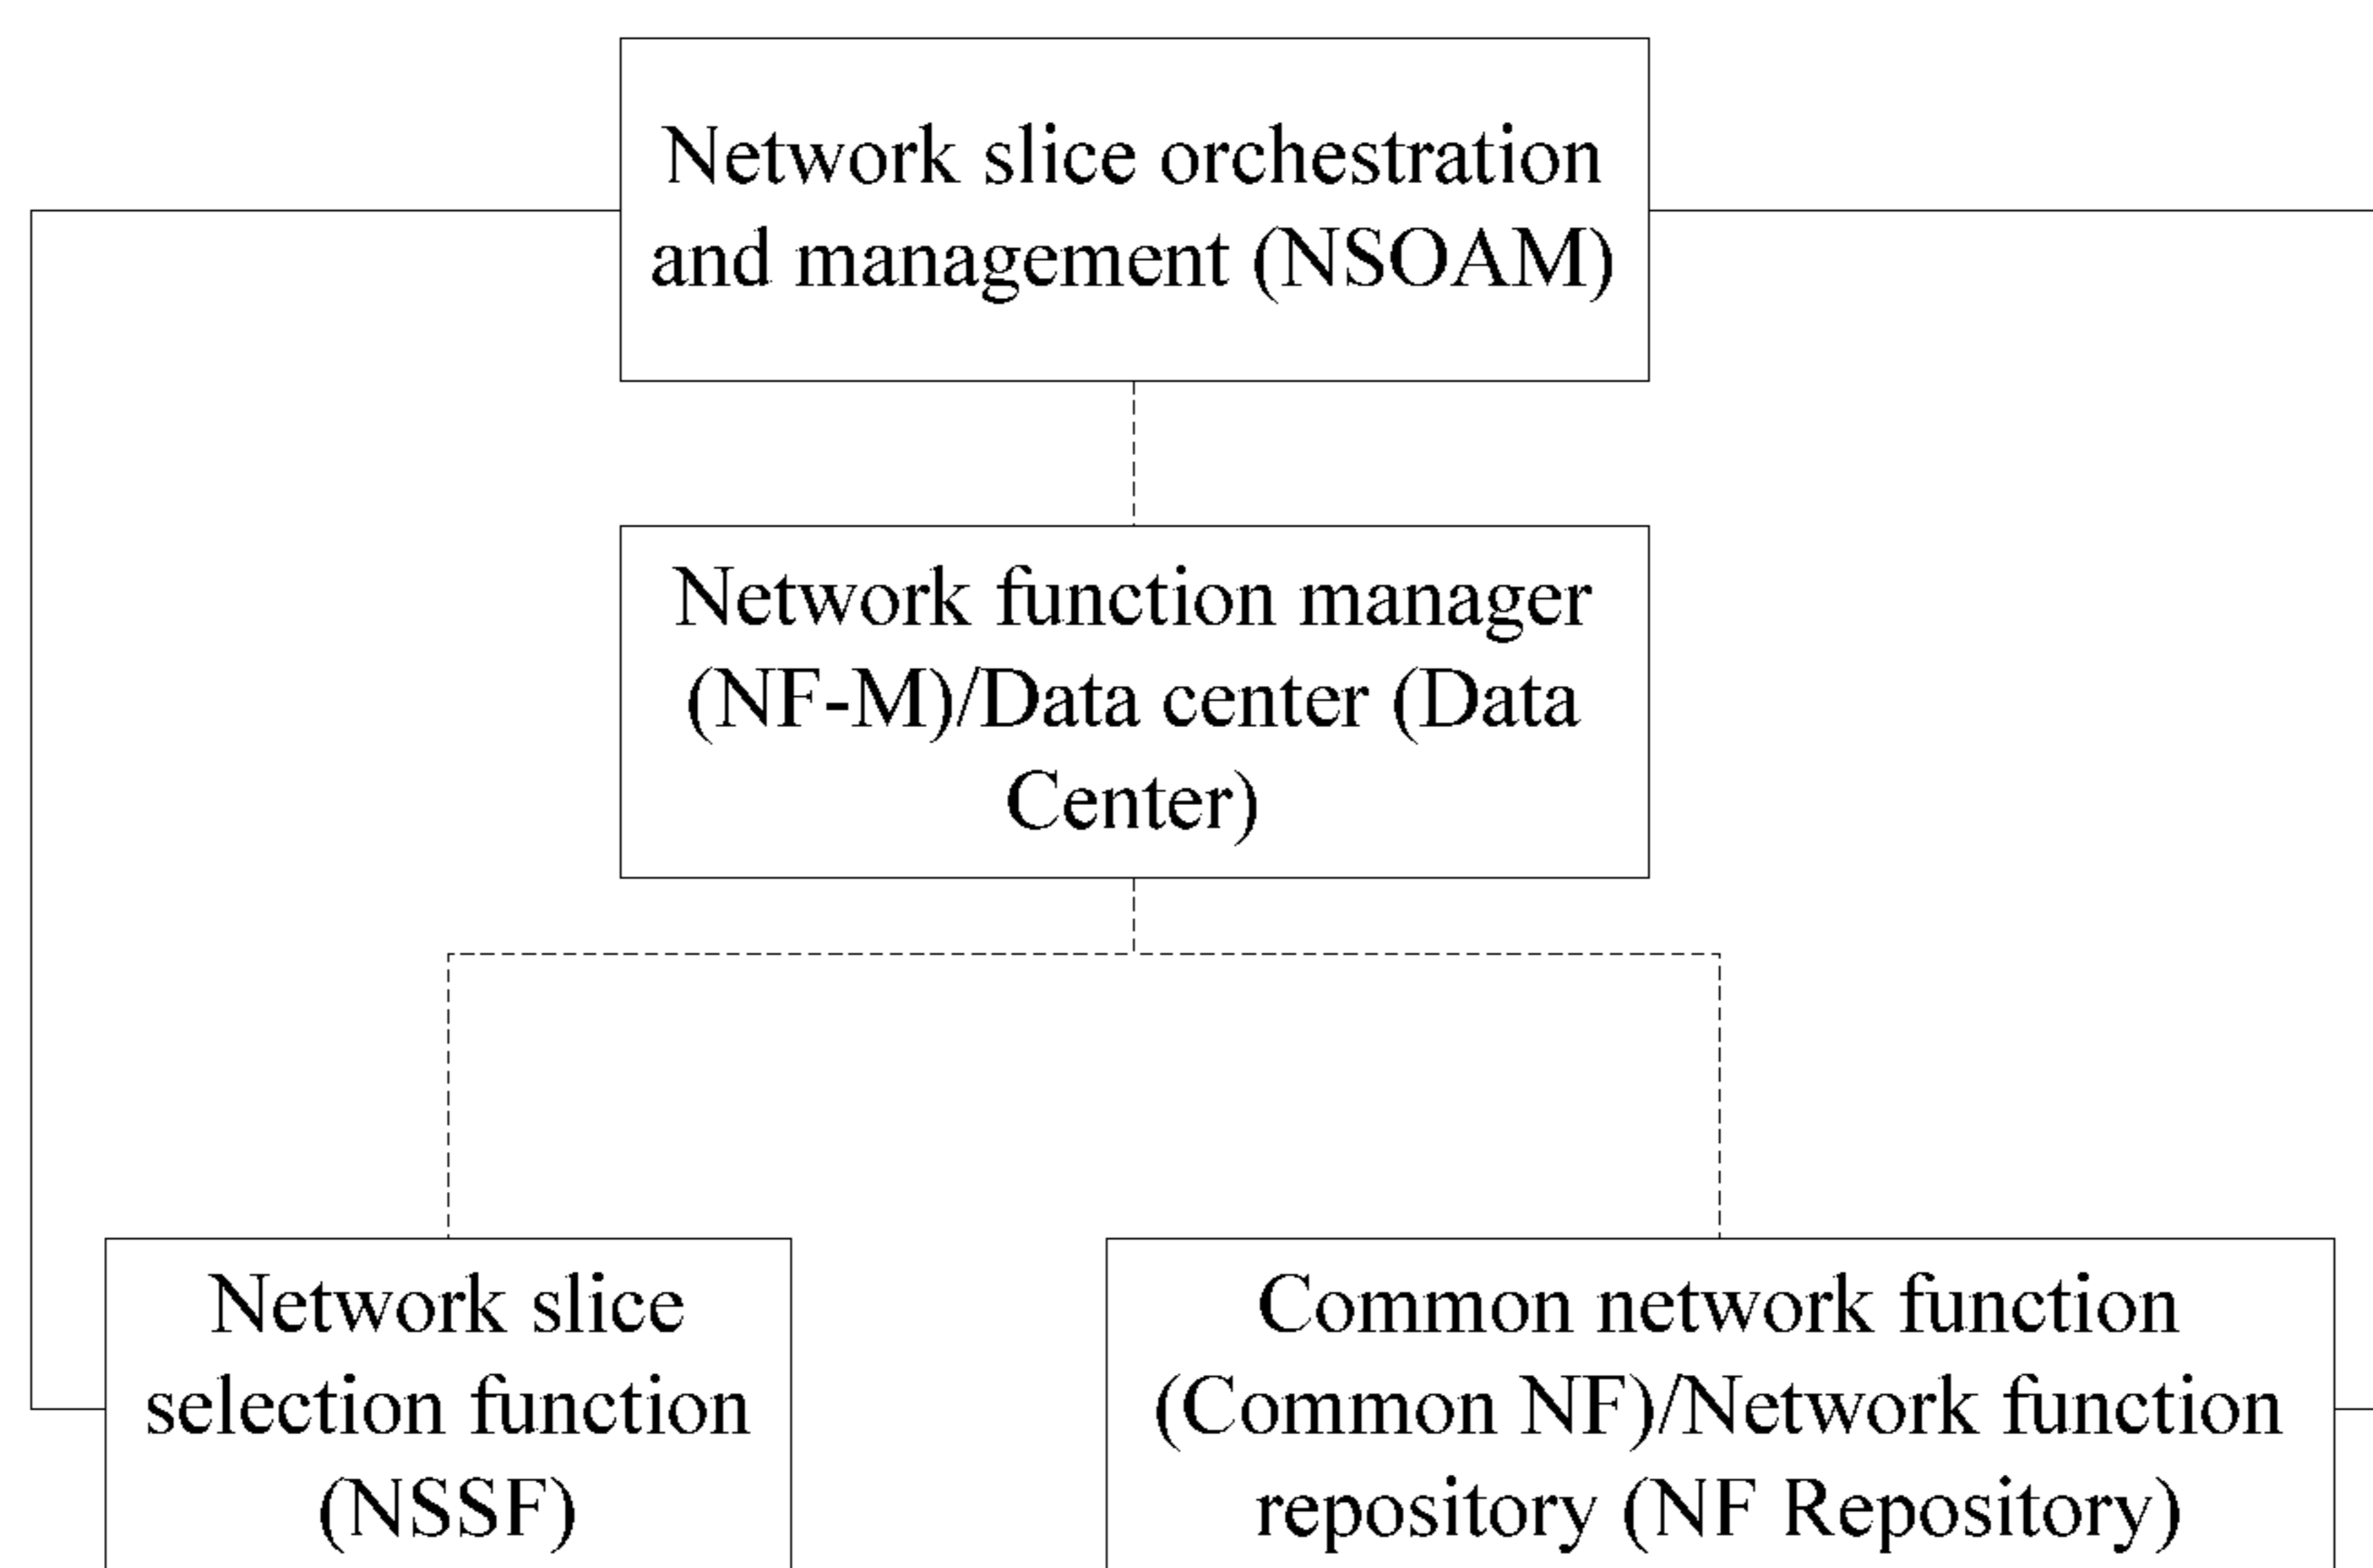 Network slice orchestration
and management (NSOAM)
Network function manager
(NF-M)/Data center (Data
Center)
Network slice
selection function
(NSSF)
Common network function
(Common NF)/Network function
repository (NF Repository)